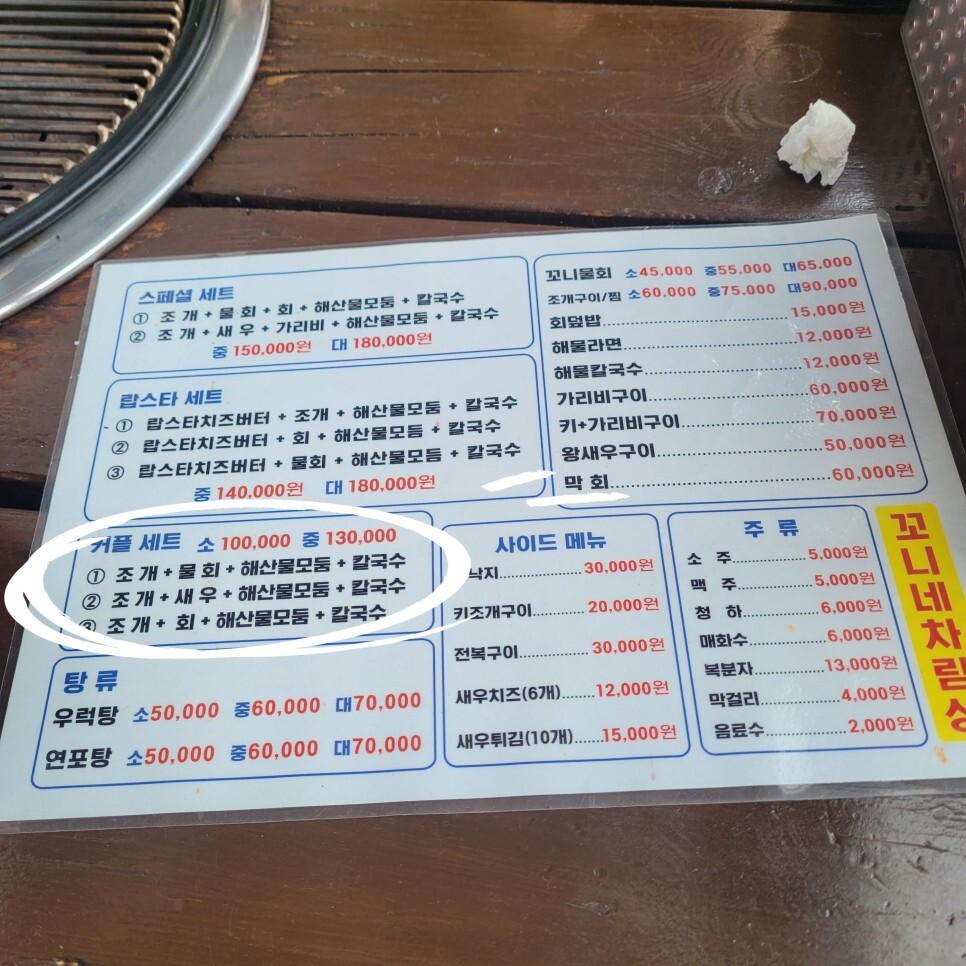 스페셜 세트
① 조 개 + 물 회 + 회 + 해산물모둠 + 칼국수
② 조 개 + 새 우 + 가리비 + 해산물모둠 + 칼국수
중 150,000원 대 180,000원
랍스타 세트
① 랍스타치즈버터 + 조개 + 해산물모둠 + 칼국수
② 랍스타치즈버터 + 회 + 해산물모듬 + 칼국수
③ 랍스타치즈버터 + 물회 + 해산물모듬 + 칼국수
중 140,000원 대 180,000원
커플 세트 소 100,000 중 130,000
① 조 개 + 물 회 + 해산물모둠 + 칼국수
② 조 개 + 새 우 + 해산물모둠 + 칼국수
③ 조 개 + 회 + 해산물모둠 + 칼국수
탕 류
우럭탕 소50,000 중60,000 대70,000
연포탕 소50,000 중60,000 대70,000
꼬니물회 소45,000 중55,000 대65,000
조개구이/찜 소60,000 중75,000 대90,000
회덮밥 15,000원
해물라면 12,000원
해물칼국수 12,000원
가리비구이 60,000원
키+가리비구이 70,000원
왕새우구이 50,000원
막 회 60,000원
사이드 메뉴
낙지 30,000원
키조개구이 20,000원
전복구이 30,000원
새우치즈(6개) 12,000원
새우튀김(10개) 15,000원
주 류
소 주 5,000원
맥 주 5,000원
청 하 6,000원
매화수 6,000원
복분자 13,000원
막걸리 4,000원
음료수 2,000원
꼬니네차림상